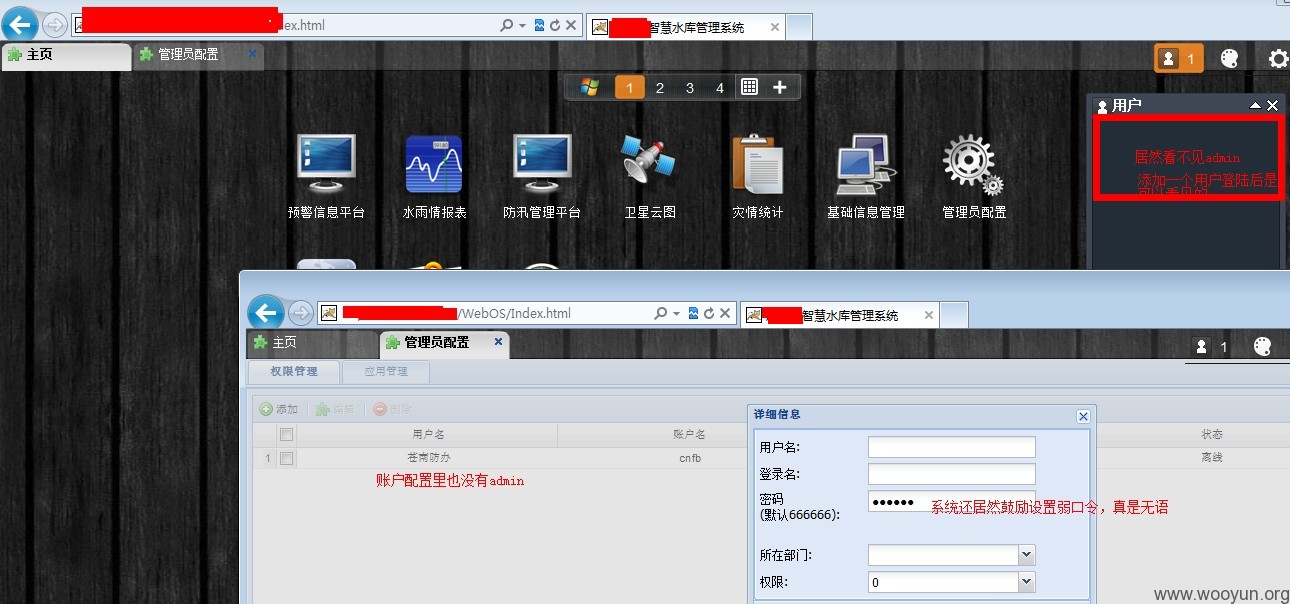 ex.html
智慧水库管理系统
主页
管理员配置
1
1
2
3
4
用户
居然看不见admin
添加一个用户登陆后是
可以看见的
预警信息平台
水雨情报表
防汛管理平台
卫星云图
灾情统计
基础信息管理
管理员配置
/WebOS/Index.html
智慧水库管理系统
主页
管理员配置
1
权限管理
应用管理
添加
编辑
删除
用户名
账户名
状态
1
苍南防办
cnfb
离线
账户配置里也没有admin
详细信息
用户名:
登录名:
密码
(默认666666):
••••••
系统还居然鼓励设置弱口令，真是无语
所在部门:
权限:
0
www.wooyun.org